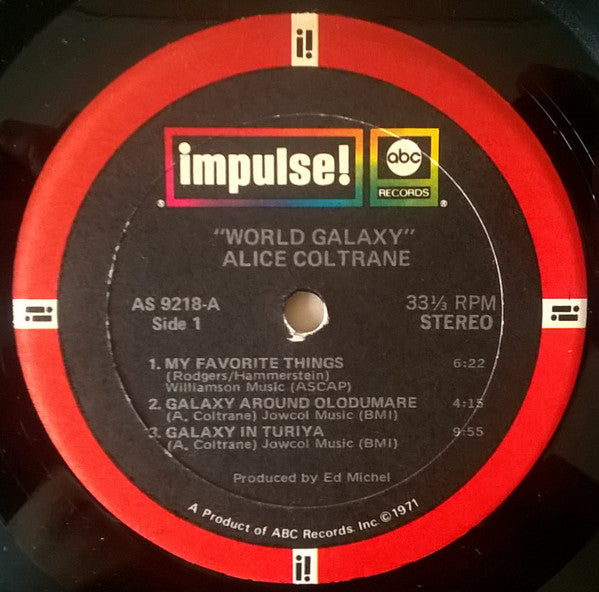 i!
impulse!
abc
RECORDS
®
®
"WORLD GALAXY"
ALICE COLTRANE
AS 9218-A
Side 1
33⅓ RPM
STEREO
i!
i!
1. MY FAVORITE THINGS 6:22
(Rodgers/Hammerstein)
Williamson Music (ASCAP)
2. GALAXY AROUND OLODUMARE 4:15
(A. Coltrane) Jowcol Music (BMI)
3. GALAXY IN TURIYA 9:55
(A. Coltrane) Jowcol Music (BMI)
Produced by Ed Michel
A Product of ABC Records, Inc. © 1971
i!